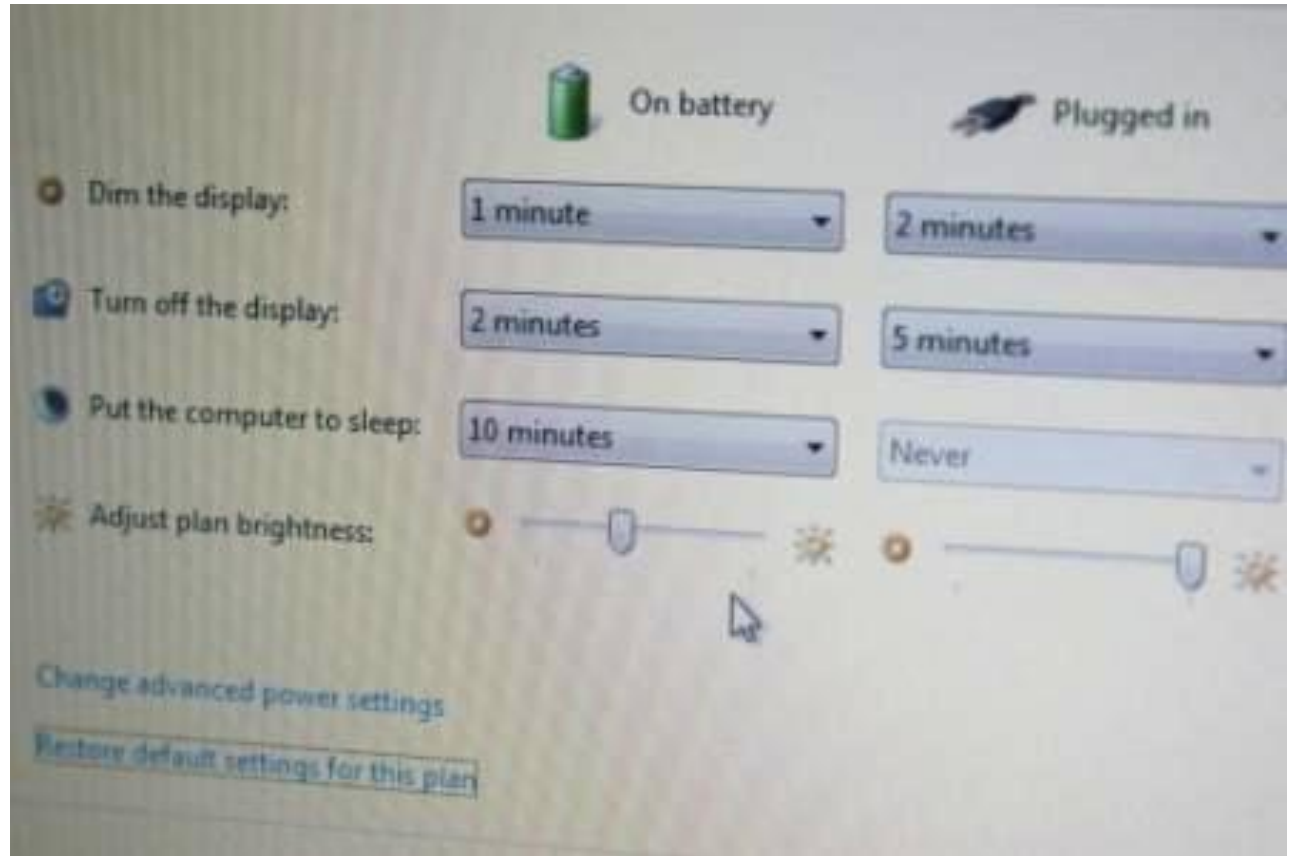 On battery Plugged in
Dim the display: 1 minute 2 minutes
Turn off the display: 2 minutes 5 minutes
Put the computer to sleep: 10 minutes Never
Adjust plan brightness:
Change advanced power settings
Restore default settings for this plan